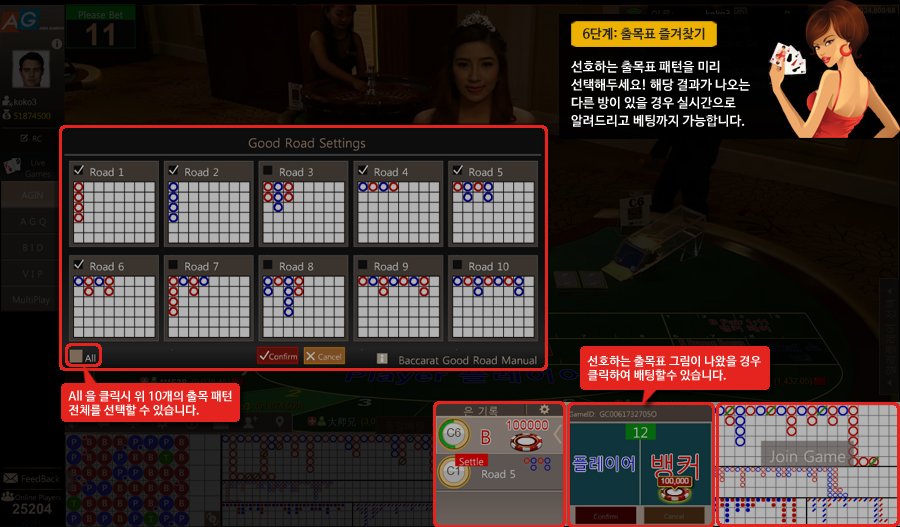 AG
Please Bet
11
koko3
51874500
RC
Live
Games
AGIN
AGQ
BID
VIP
MultiPlay
FeedBack
Online Players
25204
6단계: 출목표 즐겨찾기
선호하는 출목표 패턴을 미리
선택해두세요! 해당 결과가 나오는
다른 방이 있을 경우 실시간으로
알려드리고 베팅까지 가능합니다.
Good Road Settings
Road 1
Road 2
Road 3
Road 4
Road 5
Road 6
Road 7
Road 8
Road 9
Road 10
All
Confirm
Cancel
Baccarat Good Road Manual
All 을 클릭시 위 10개의 출목 패턴
전체를 선택할 수 있습니다.
선호하는 출목표 그림이 나왔을 경우
클릭하여 배팅할수 있습니다.
은 기록
C6
B
100000
Settle
C1
Road 5
GameID: GC0061732705O
12
플레이어
뱅커
100,000
Confirm
Cancel
Join Game